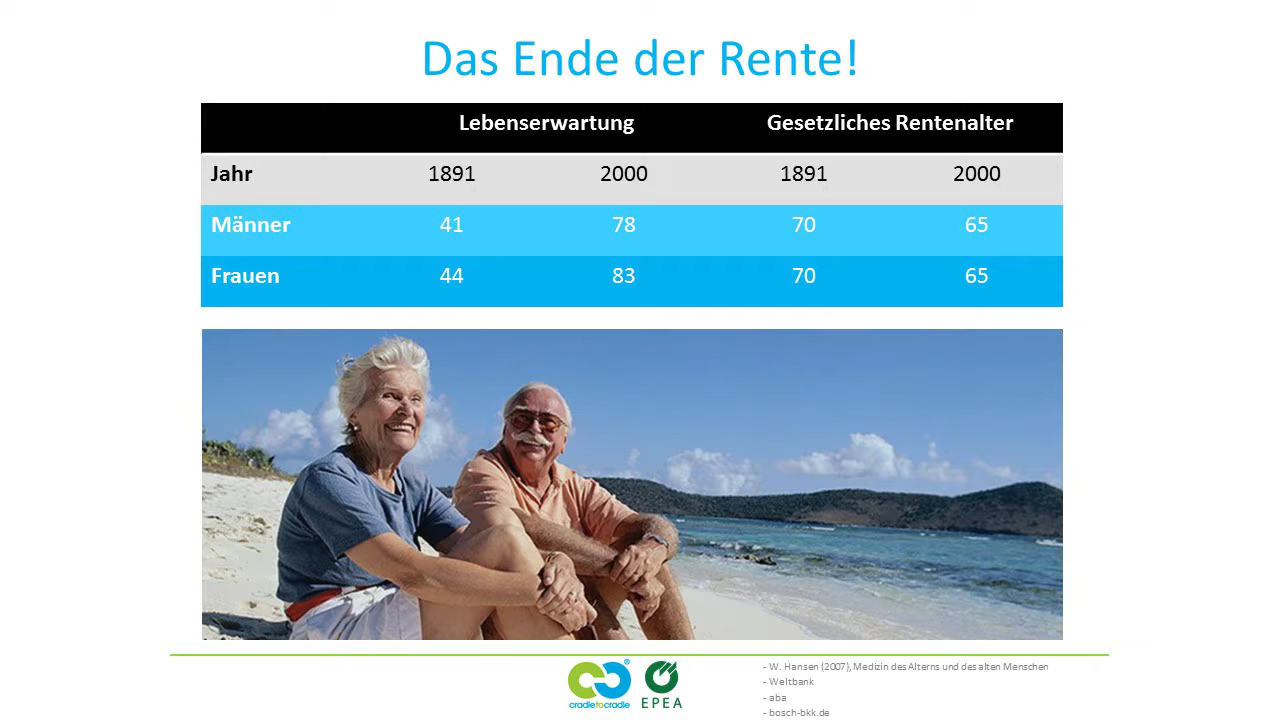 Das Ende der Rente!
Lebenserwartung Gesetzliches Rentenalter
Jahr 1891 2000 1891 2000
Männer 41 78 70 65
Frauen 44 83 70 65
cradletocradle ®
EPEA
- W. Hansen (2007), Medizin des Alterns und des alten Menschen
- Weltbank
- aba
- bosch-bkk.de